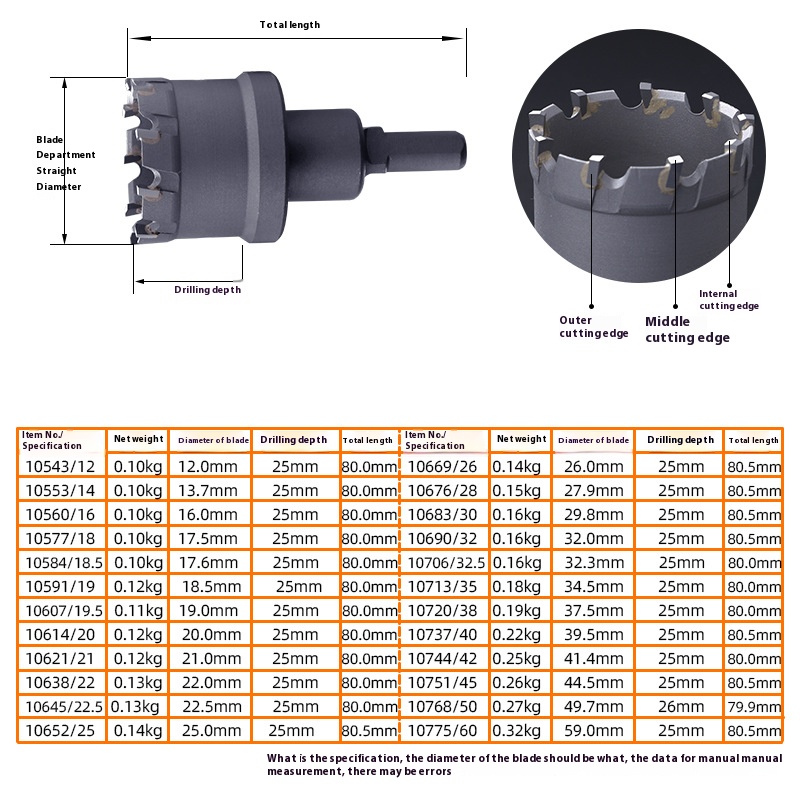 Total length
Blade
Department
Straight
Diameter
Drilling depth
Outer
cutting edge
Middle
cutting edge
Internal
cutting edge
Item No./
Specification Net weight Diameter of blade Drilling depth Total length Item No./
Specification Net weight Diameter of blade Drilling depth Total length
10543/12 0.10kg 12.0mm 25mm 80.0mm 10669/26 0.14kg 26.0mm 25mm 80.5mm
10553/14 0.10kg 13.7mm 25mm 80.0mm 10676/28 0.15kg 27.9mm 25mm 80.5mm
10560/16 0.10kg 16.0mm 25mm 80.0mm 10683/30 0.16kg 29.8mm 25mm 80.5mm
10577/18 0.10kg 17.5mm 25mm 80.0mm 10690/32 0.16kg 32.0mm 25mm 80.5mm
10584/18.5 0.10kg 17.6mm 25mm 80.0mm 10706/32.5 0.16kg 32.3mm 25mm 80.0mm
10591/19 0.12kg 18.5mm 25mm 80.0mm 10713/35 0.18kg 34.5mm 25mm 80.0mm
10607/19.5 0.11kg 19.0mm 25mm 80.0mm 10720/38 0.19kg 37.5mm 25mm 80.0mm
10614/20 0.12kg 20.0mm 25mm 80.0mm 10737/40 0.22kg 39.5mm 25mm 80.5mm
10621/21 0.12kg 21.0mm 25mm 80.0mm 10744/42 0.25kg 41.4mm 25mm 80.0mm
10638/22 0.13kg 22.0mm 25mm 80.0mm 10751/45 0.26kg 44.5mm 25mm 80.5mm
10645/22.5 0.13kg 22.5mm 25mm 80.0mm 10768/50 0.27kg 49.7mm 26mm 79.9mm
10652/25 0.14kg 25.0mm 25mm 80.5mm 10775/60 0.32kg 59.0mm 25mm 80.5mm
What is the specification, the diameter of the blade should be what, the data for manual manual
measurement, there may be errors